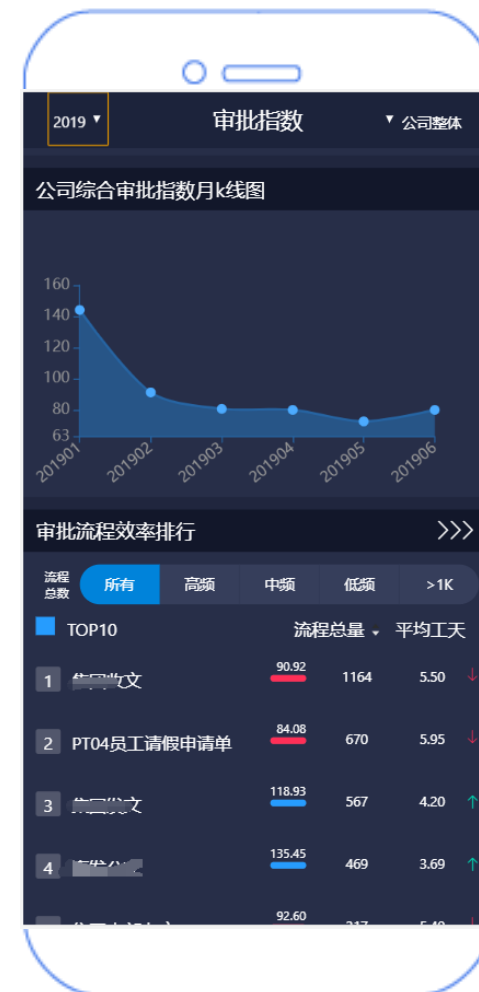 2019 ▼ 审批指数 ▼ 公司整体
公司综合审批指数月k线图
160
140
120
100
80
63
201901 201902 201903 201904 201905 201906
审批流程效率排行 >>>
流程总数 所有 高频 中频 低频 >1K
TOP10 流程总量 平均工天
1 文 90.92 1164 5.50 ↓
2 PT04员工请假申请单 84.08 670 5.95 ↓
3 文 118.93 567 4.20 ↑
4 135.45 469 3.69 ↑
92.60